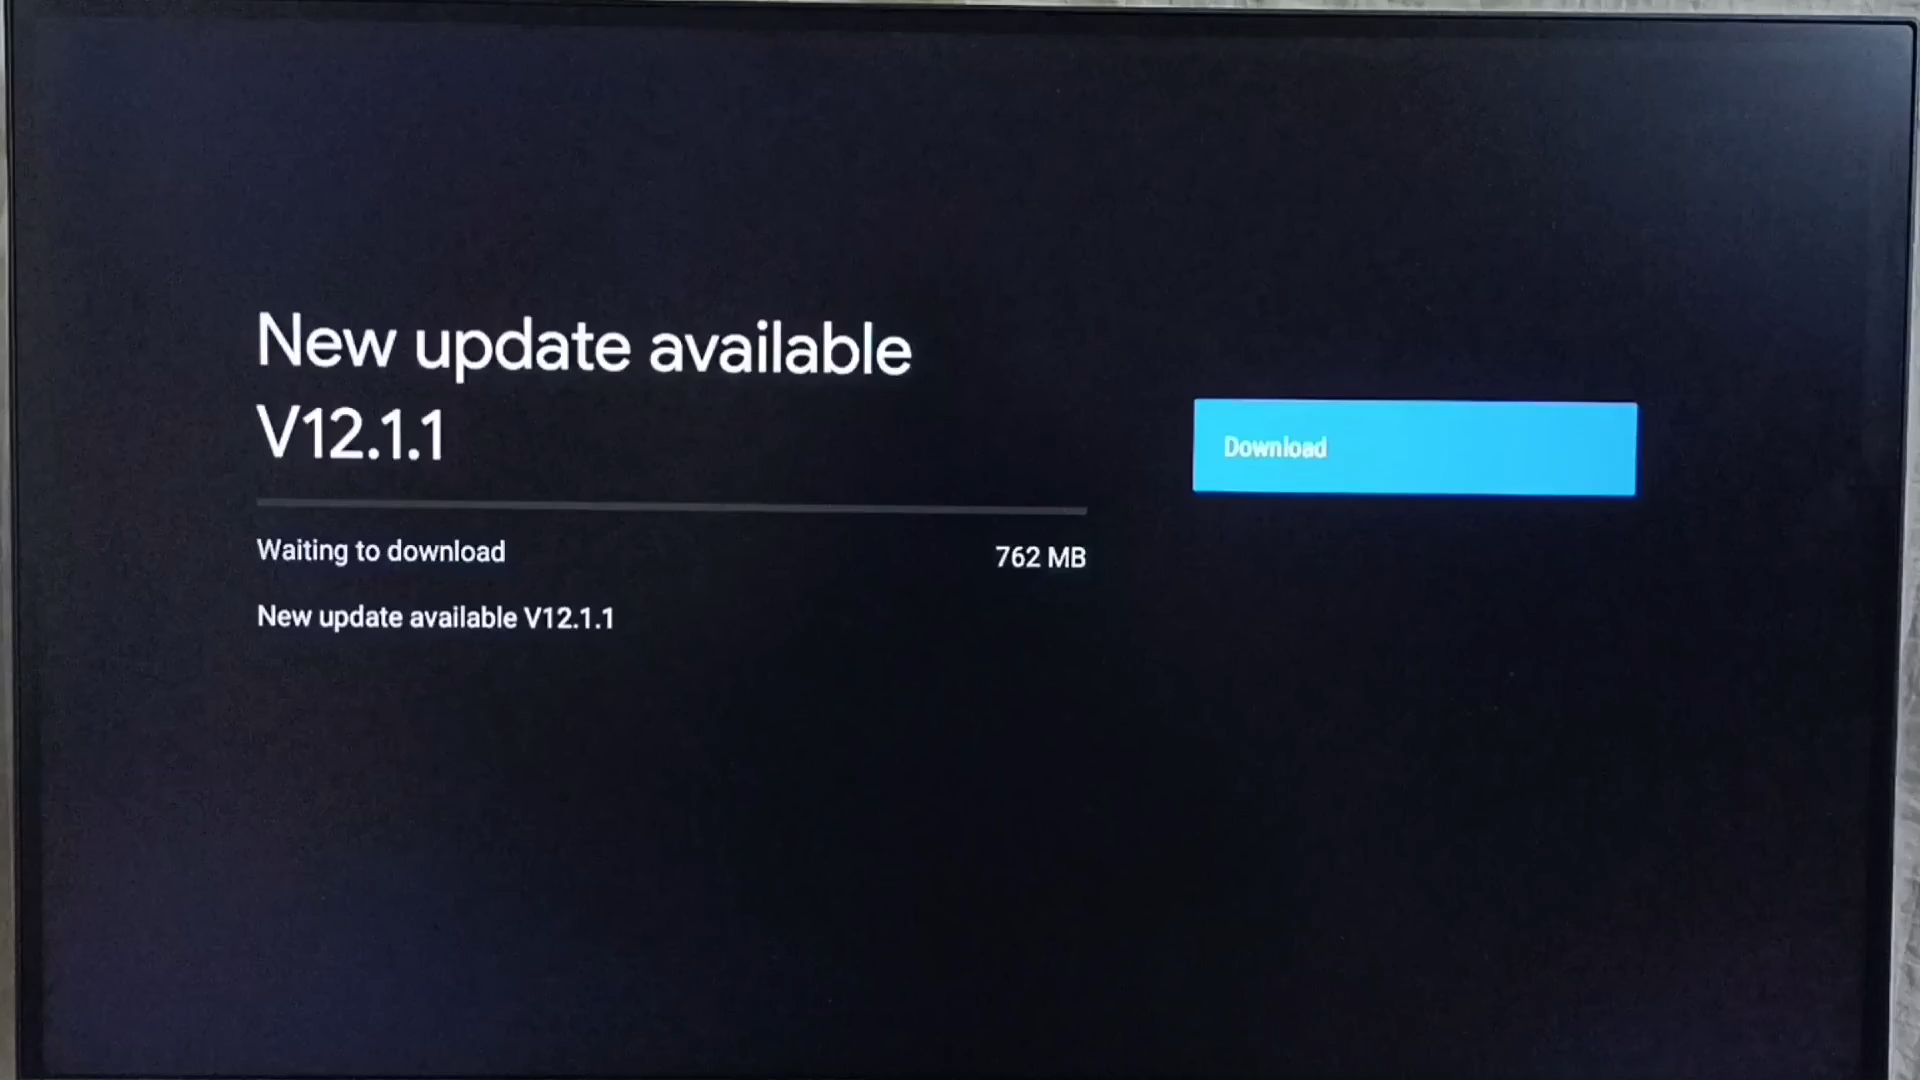 New update available
V12.1.1
Download
Waiting to download 762 MB
New update available V12.1.1